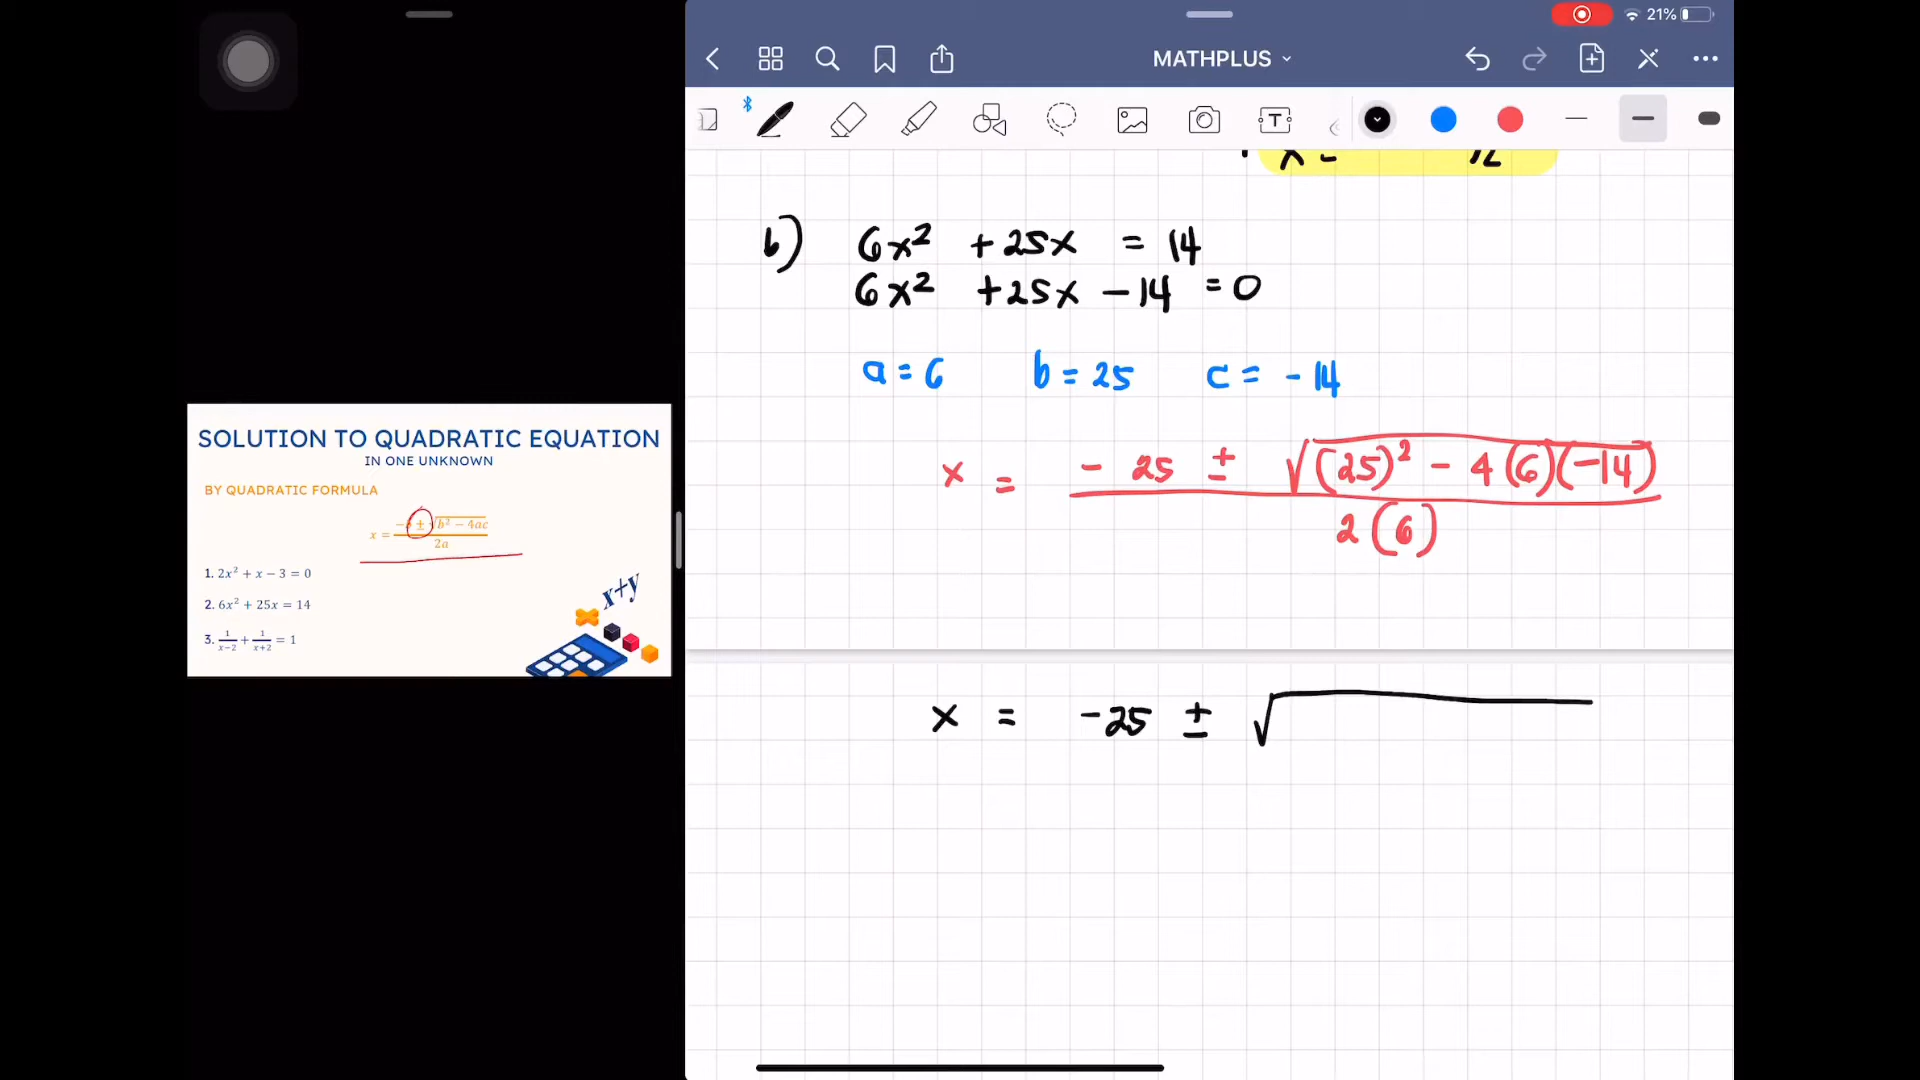 21%
MATHPLUS
T
x = 12
b) 6x² + 25x = 14
6x² + 25x - 14 = 0
a = 6 b = 25 c = - 14
x = - 25 ± √(25)² - 4(6)(-14)
2(6)
x = -25 ± √
SOLUTION TO QUADRATIC EQUATION
IN ONE UNKNOWN
BY QUADRATIC FORMULA
x = −b ± √b² − 4ac
2a
1. 2x² + x − 3 = 0
2. 6x² + 25x = 14
3. 1/x−2 + 1/x+2 = 1
x+y